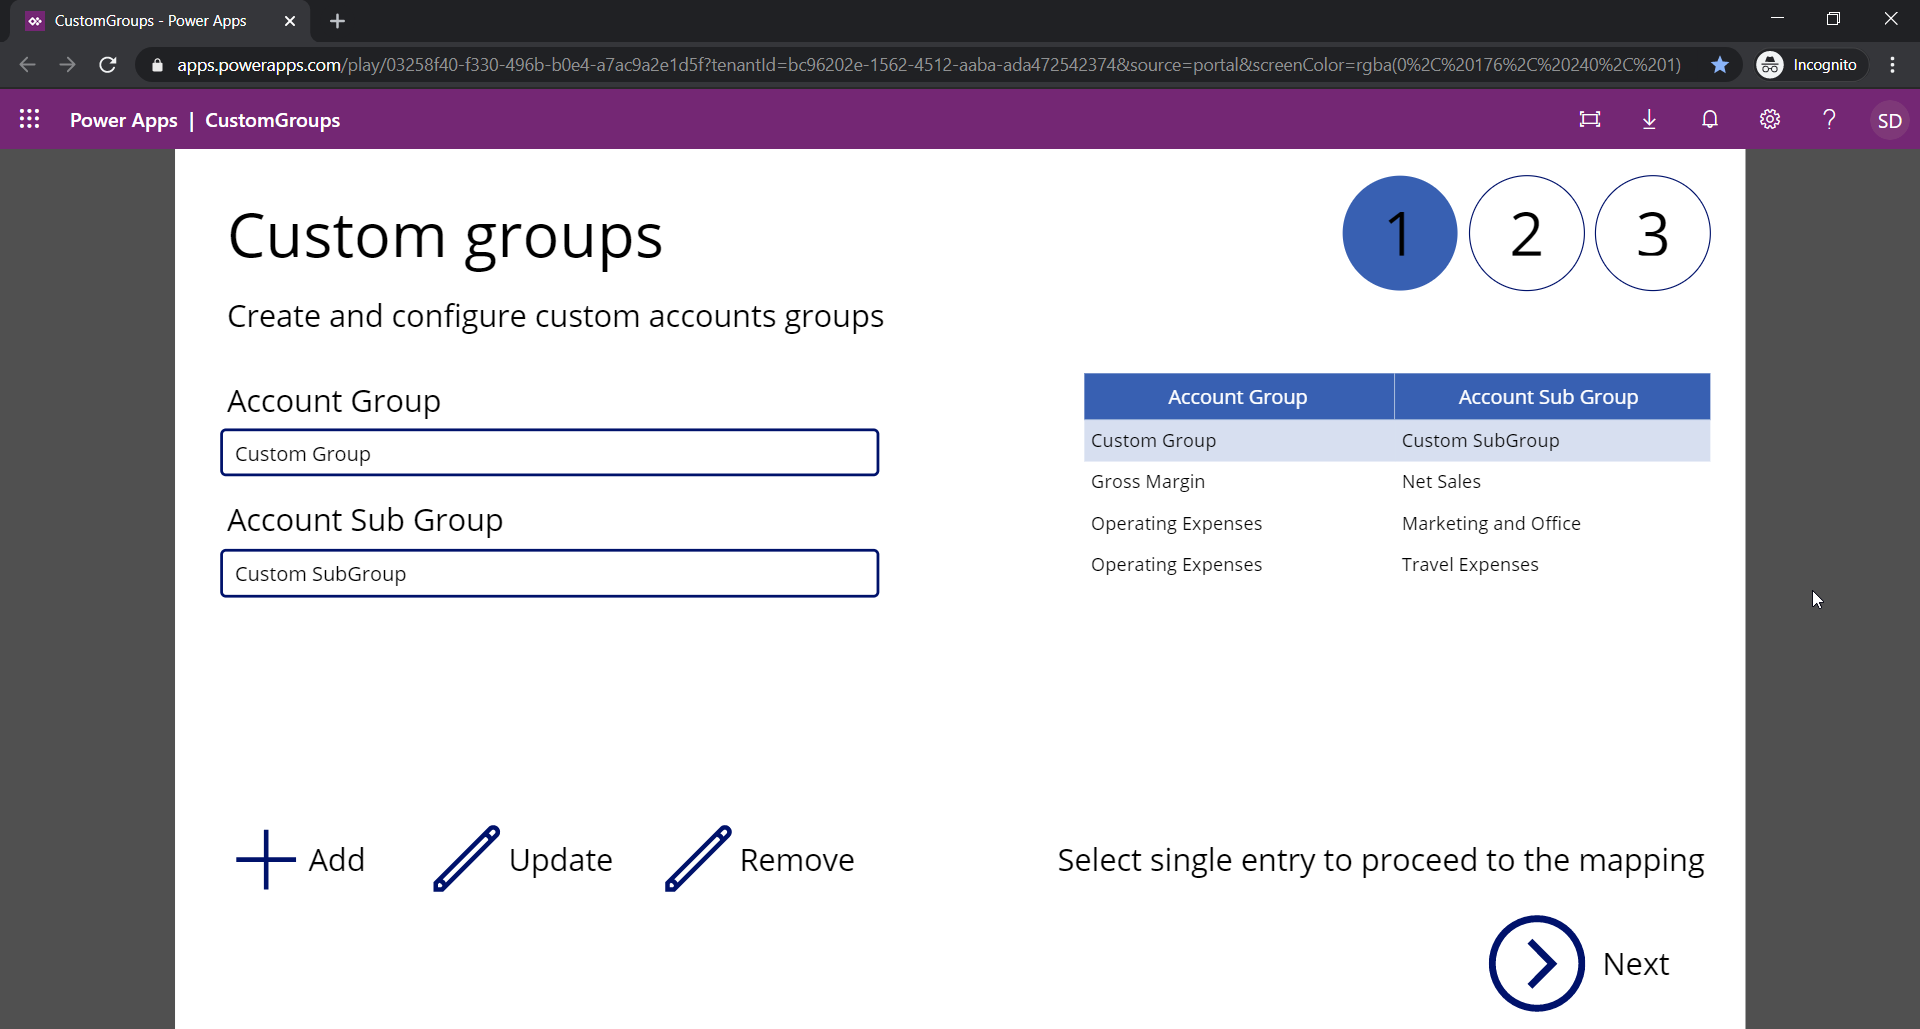 CustomGroups - Power Apps
apps.powerapps.com/play/03258f40-f330-496b-b0e4-a7ac9a2e1d5f?tenantId=bc96202e-1562-4512-aaba-ada472542374&source=portal&screenColor=rgba(0%2C%20176%2C%20240%2C%201) Incognito
Power Apps | CustomGroups ? SD
Custom groups 1 2 3
Create and configure custom accounts groups
Account Group
Custom Group
Account Sub Group
Custom SubGroup
Account Group Account Sub Group
Custom Group Custom SubGroup
Gross Margin Net Sales
Operating Expenses Marketing and Office
Operating Expenses Travel Expenses
Add Update Remove Select single entry to proceed to the mapping
Next